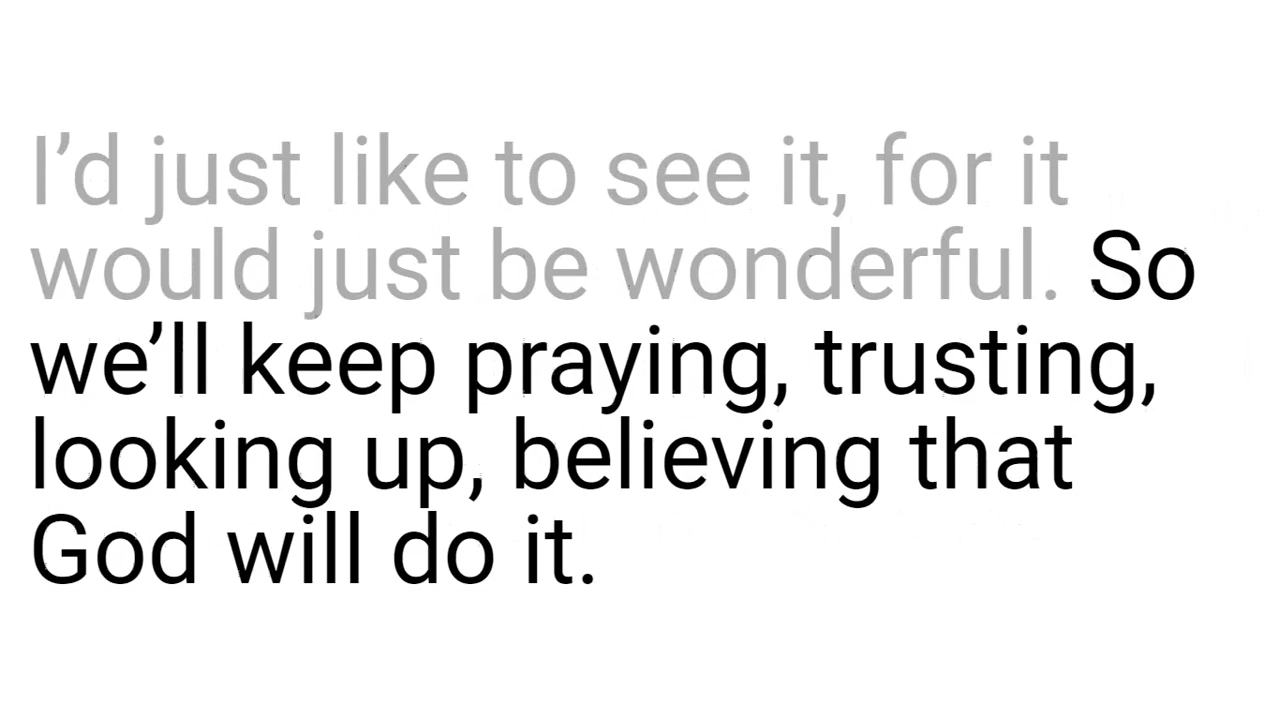 I’d just like to see it, for it
would just be wonderful. So
we’ll keep praying, trusting,
looking up, believing that
God will do it.